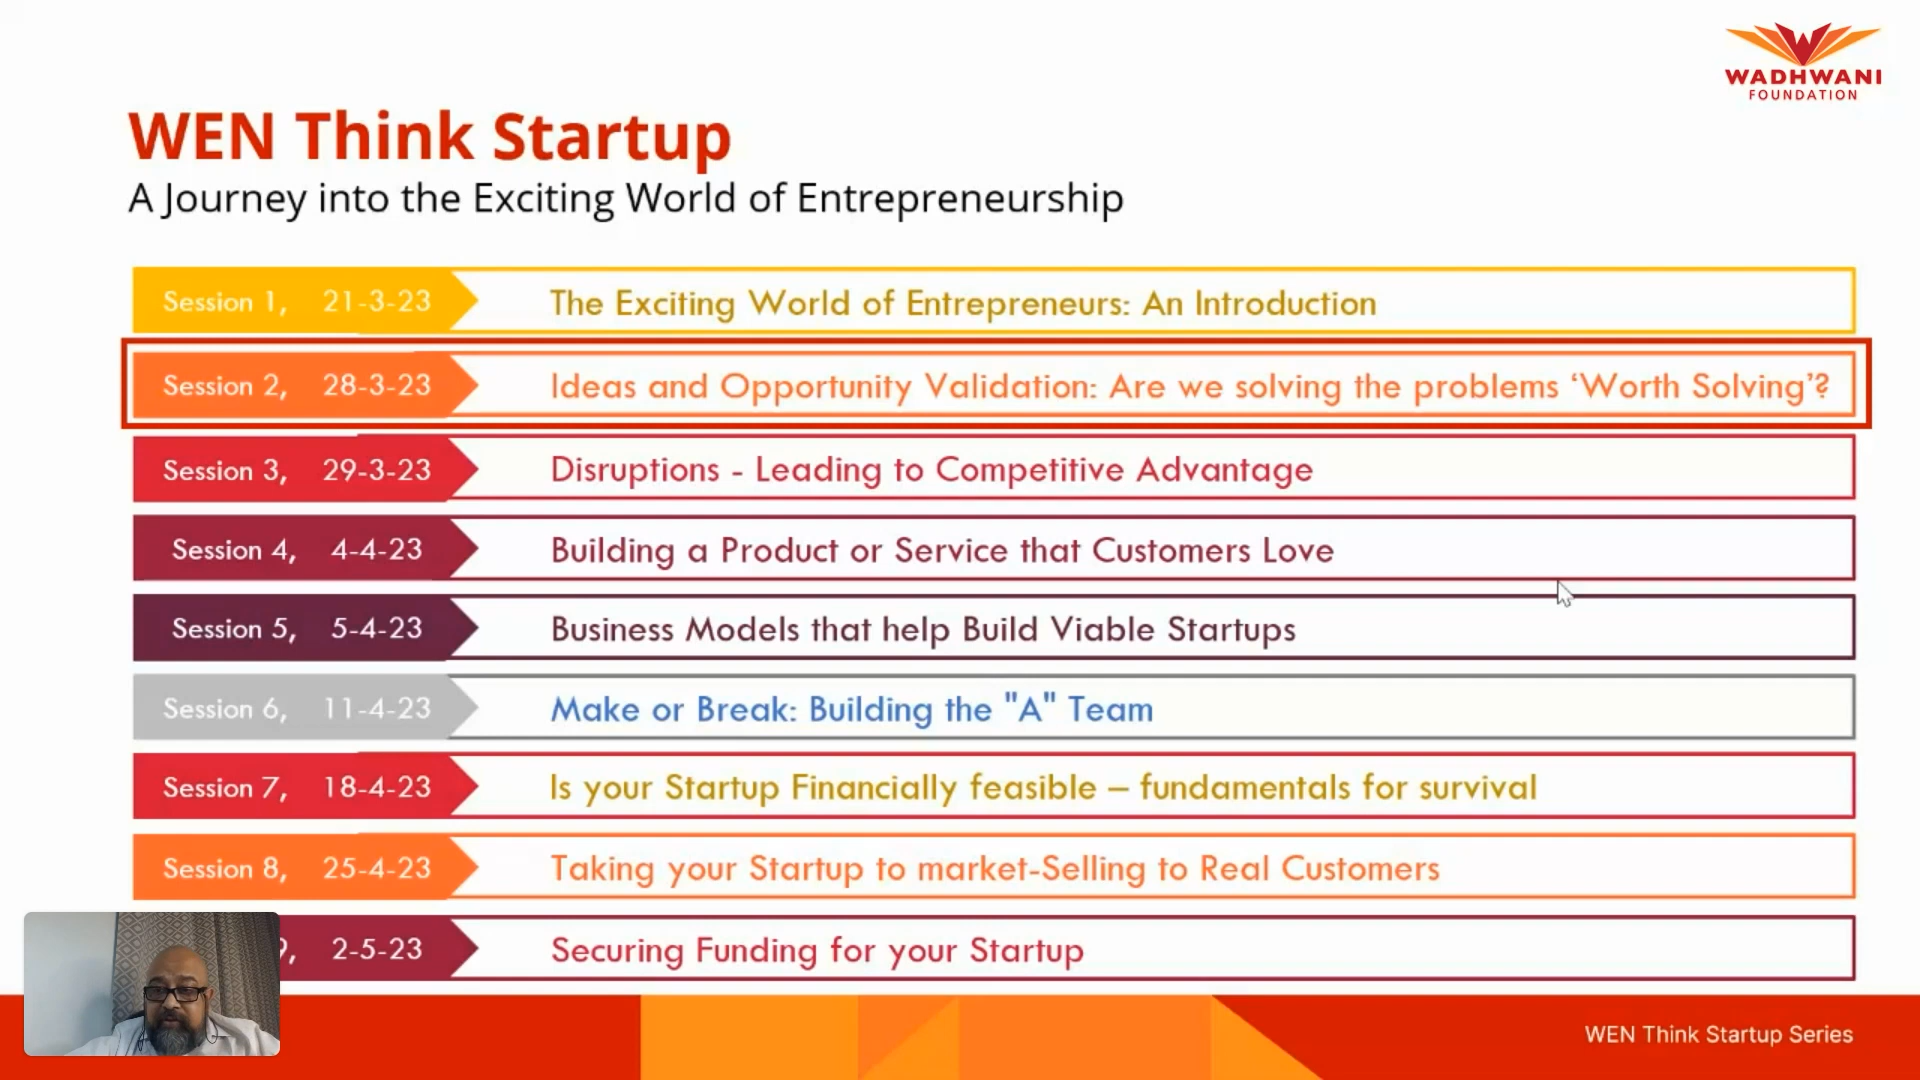 WADHWANI
FOUNDATION
WEN Think Startup
A Journey into the Exciting World of Entrepreneurship
Session 1, 21-3-23 The Exciting World of Entrepreneurs: An Introduction
Session 2, 28-3-23 Ideas and Opportunity Validation: Are we solving the problems ‘Worth Solving’?
Session 3, 29-3-23 Disruptions - Leading to Competitive Advantage
Session 4, 4-4-23 Building a Product or Service that Customers Love
Session 5, 5-4-23 Business Models that help Build Viable Startups
Session 6, 11-4-23 Make or Break: Building the "A" Team
Session 7, 18-4-23 Is your Startup Financially feasible – fundamentals for survival
Session 8, 25-4-23 Taking your Startup to market-Selling to Real Customers
2-5-23 Securing Funding for your Startup
WEN Think Startup Series